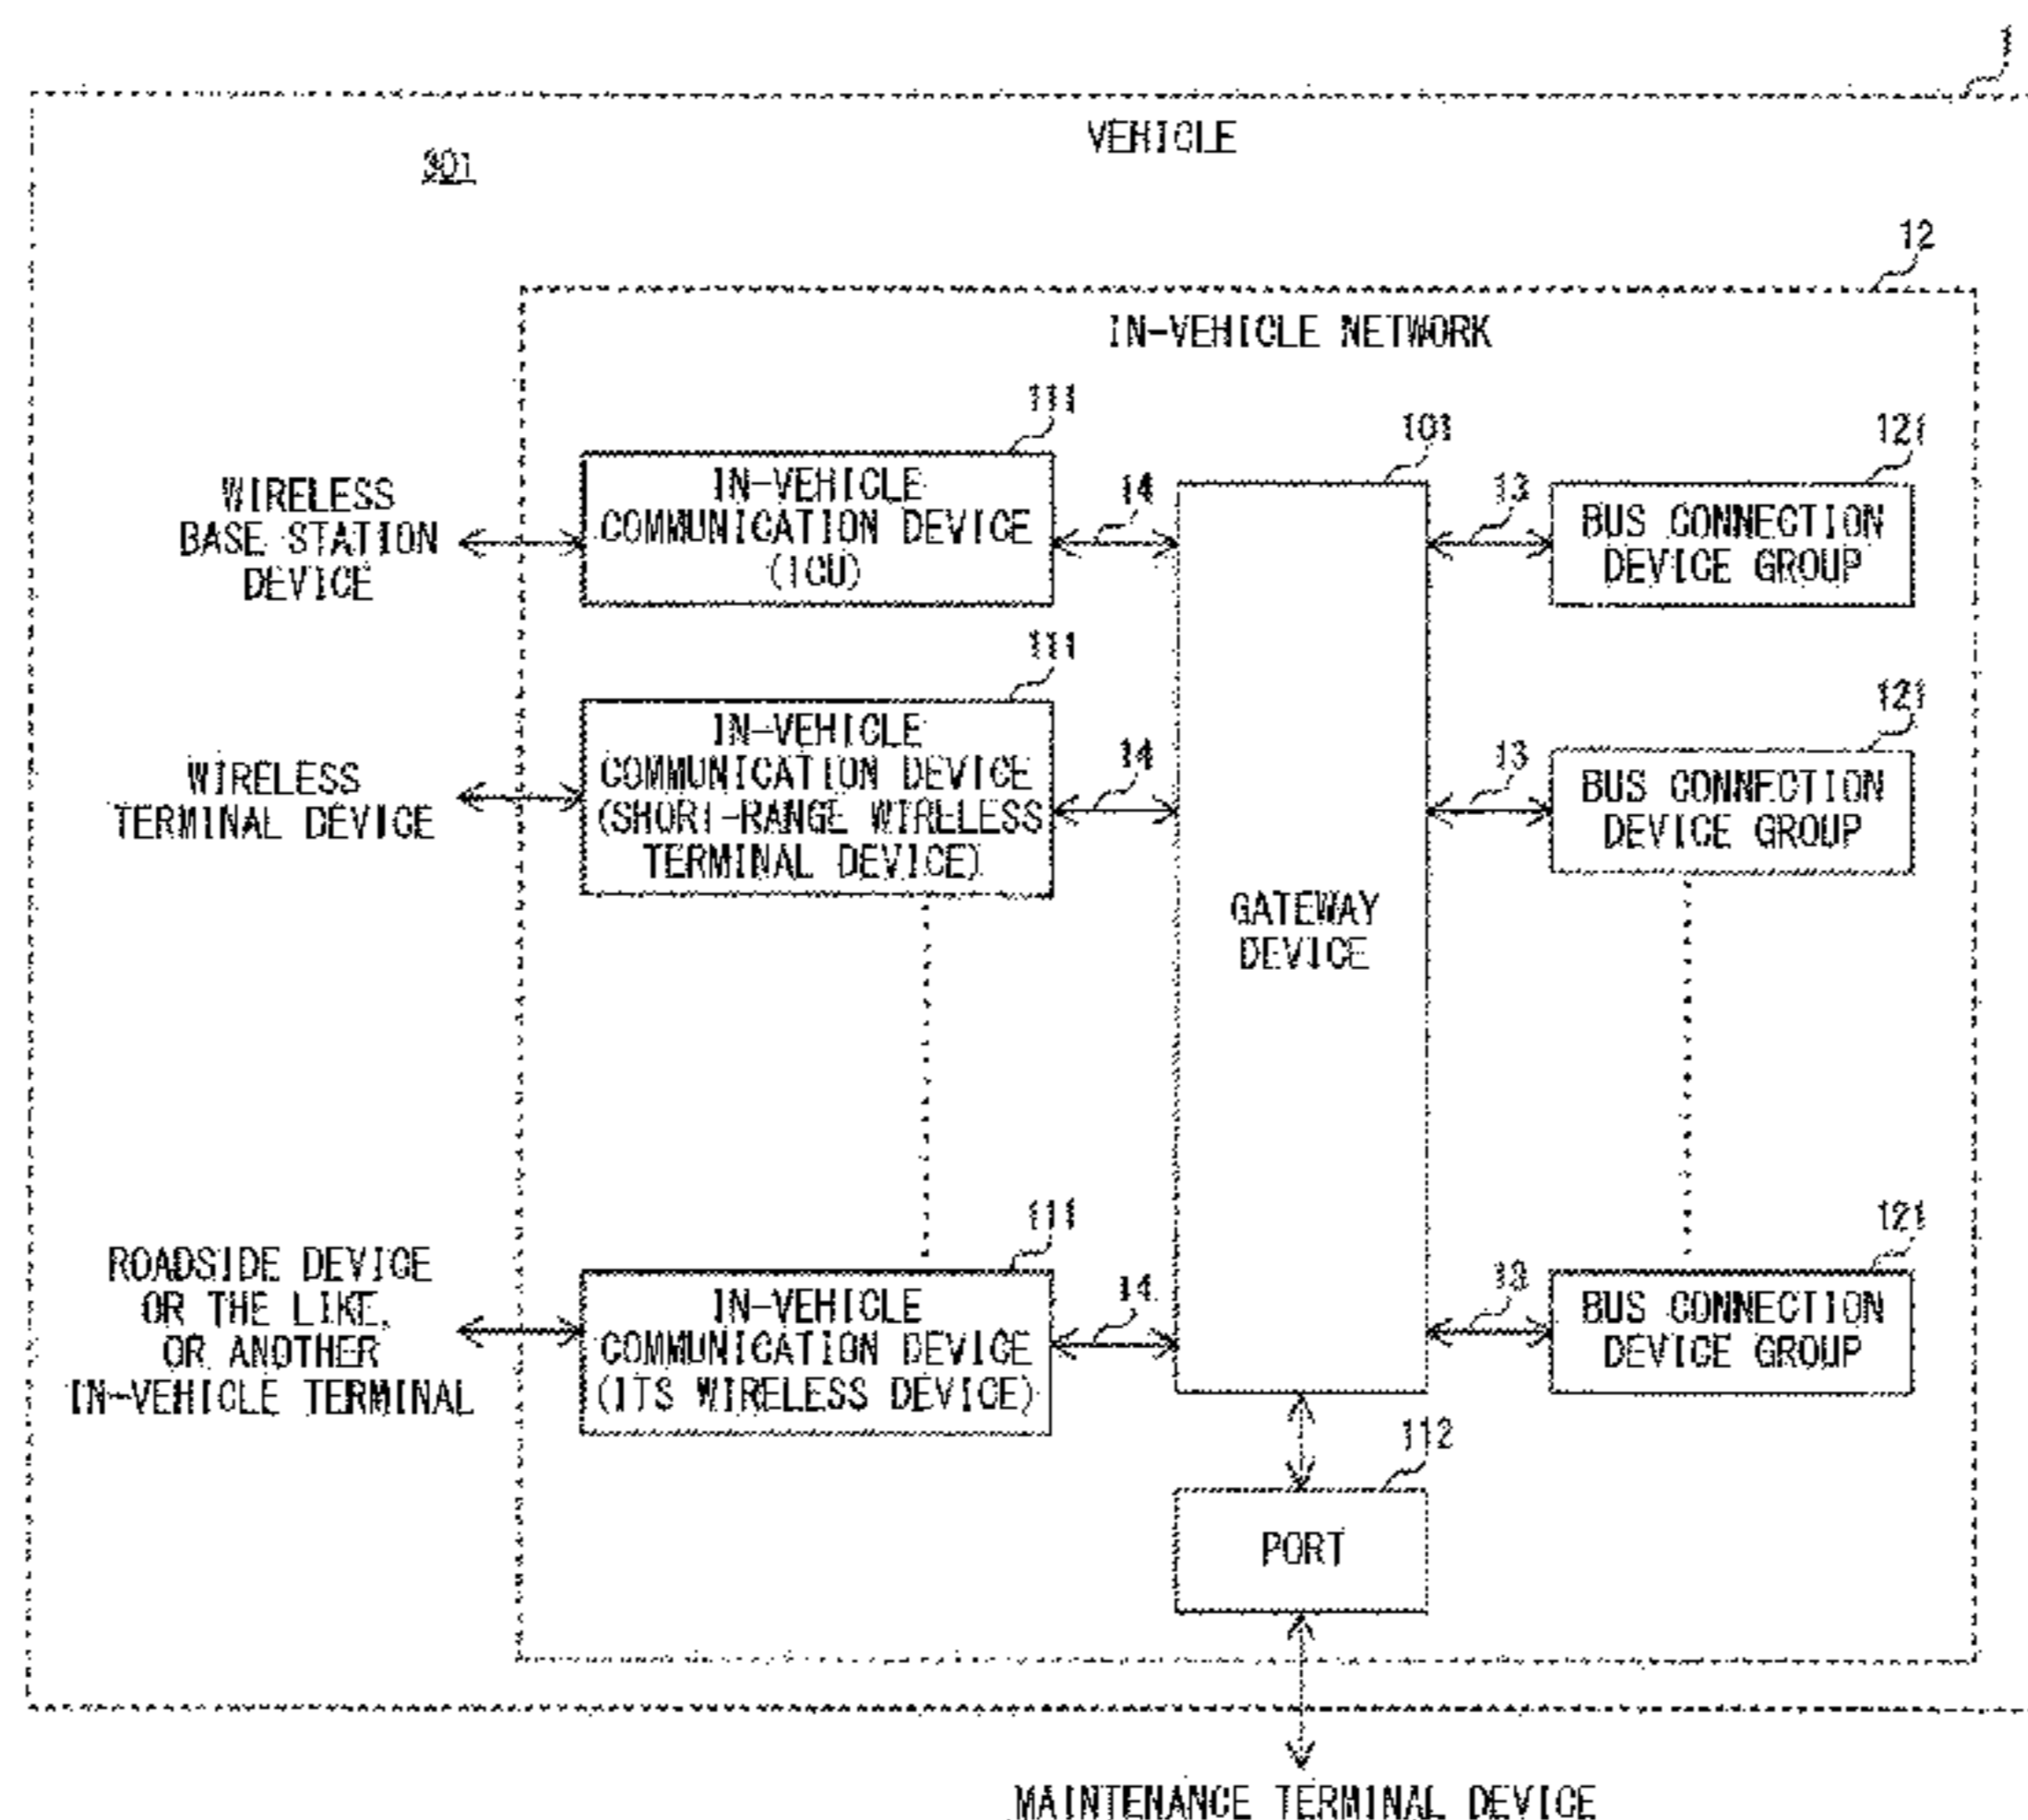 1
VEHICLE
301
12
IN-VEHICLE NETWORK
111
101
121
WIRELESS
BASE STATION
DEVICE
IN-VEHICLE
COMMUNICATION DEVICE
(TCU)
14
13
BUS CONNECTION
DEVICE GROUP
111
121
WIRELESS
TERMINAL DEVICE
IN-VEHICLE
COMMUNICATION DEVICE
(SHORT-RANGE WIRELESS
TERMINAL DEVICE)
14
13
BUS CONNECTION
DEVICE GROUP
GATEWAY
DEVICE
111
121
ROADSIDE DEVICE
OR THE LIKE,
OR ANOTHER
IN-VEHICLE TERMINAL
IN-VEHICLE
COMMUNICATION DEVICE
(ITS WIRELESS DEVICE)
14
13
BUS CONNECTION
DEVICE GROUP
112
PORT
MAINTENANCE TERMINAL DEVICE